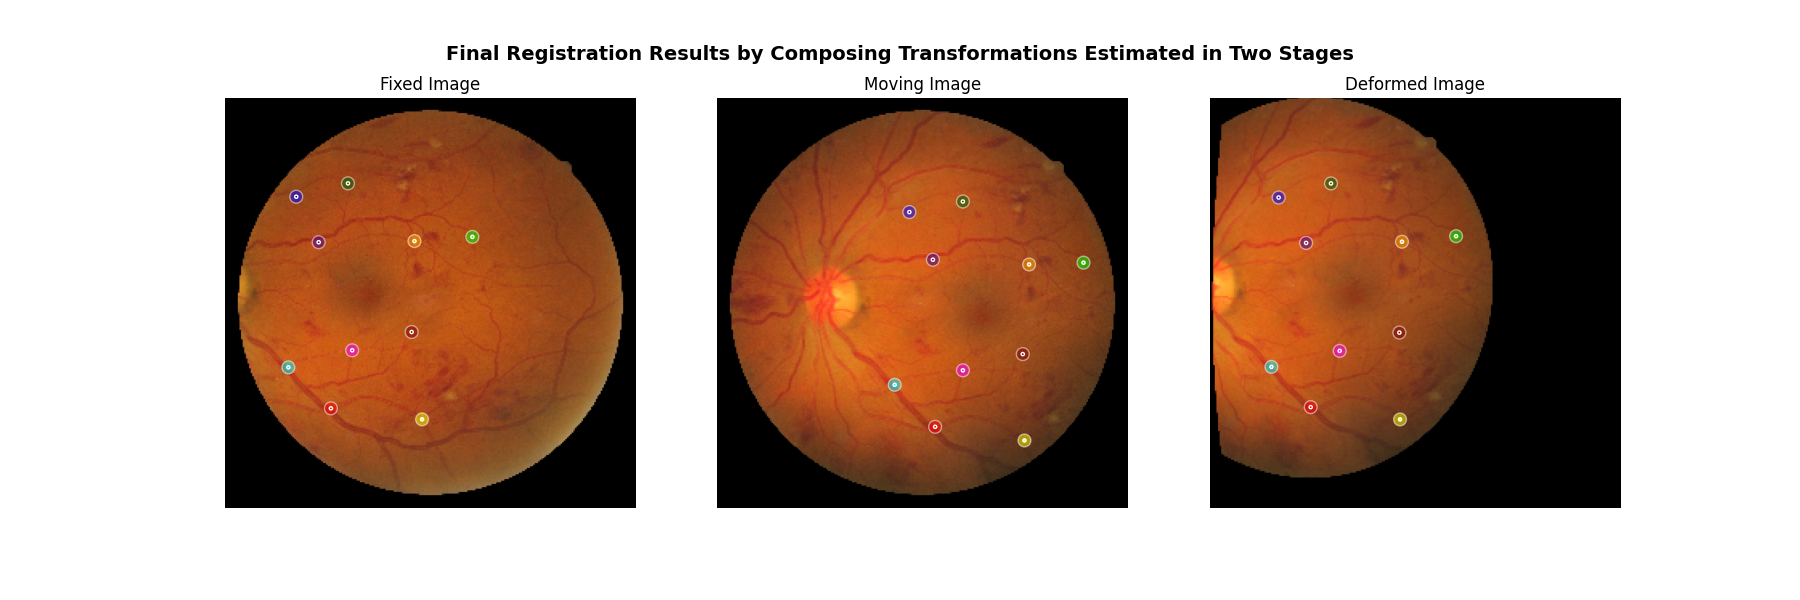 Final Registration Results by Composing Transformations Estimated in Two Stages
Fixed Image
Moving Image
Deformed Image